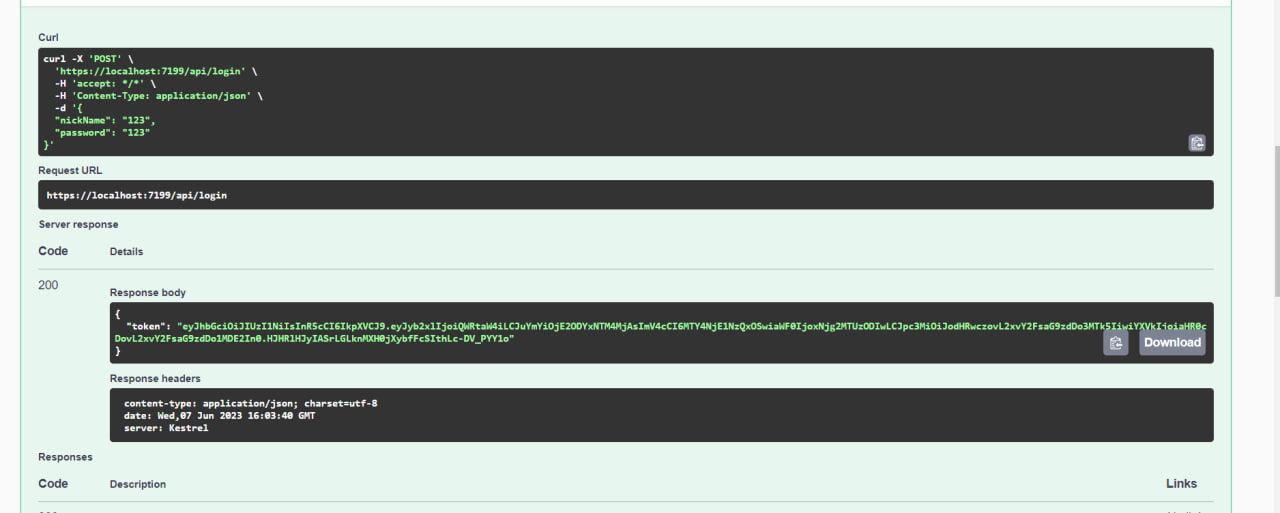 Curl
curl -X 'POST' \
'https://localhost:7199/api/login' \
-H 'accept: */*' \
-H 'Content-Type: application/json' \
-d '{
"nickName": "123",
"password": "123"
}'
Request URL
https://localhost:7199/api/login
Server response
Code Details
200
Response body
{
"token": "eyJhbGciOiJIUzI1NiIsInR5cCI6IkpXVCJ9.eyJyb2xlIjoiQWRtaW4iLCJuYmYiOjE2ODYxNTM4MjAsImV4cCI6MTY4NjE1NzQxOSwiaWF0IjoxNjg2MTUzODIwLCJpc3MiOiJodHRwczovL2xvY2FsaG9zdDo3MTk5IiwiYXVkIjoiaHR0c
DovL2xvY2FsaG9zdDo1MDE2In0.HJHR1HJyIASrLGLknMXH0jXybfFcSIthLc-DV_PYY1o"
}
Download
Response headers
content-type: application/json; charset=utf-8
date: Wed,07 Jun 2023 16:03:40 GMT
server: Kestrel
Responses
Code Description Links